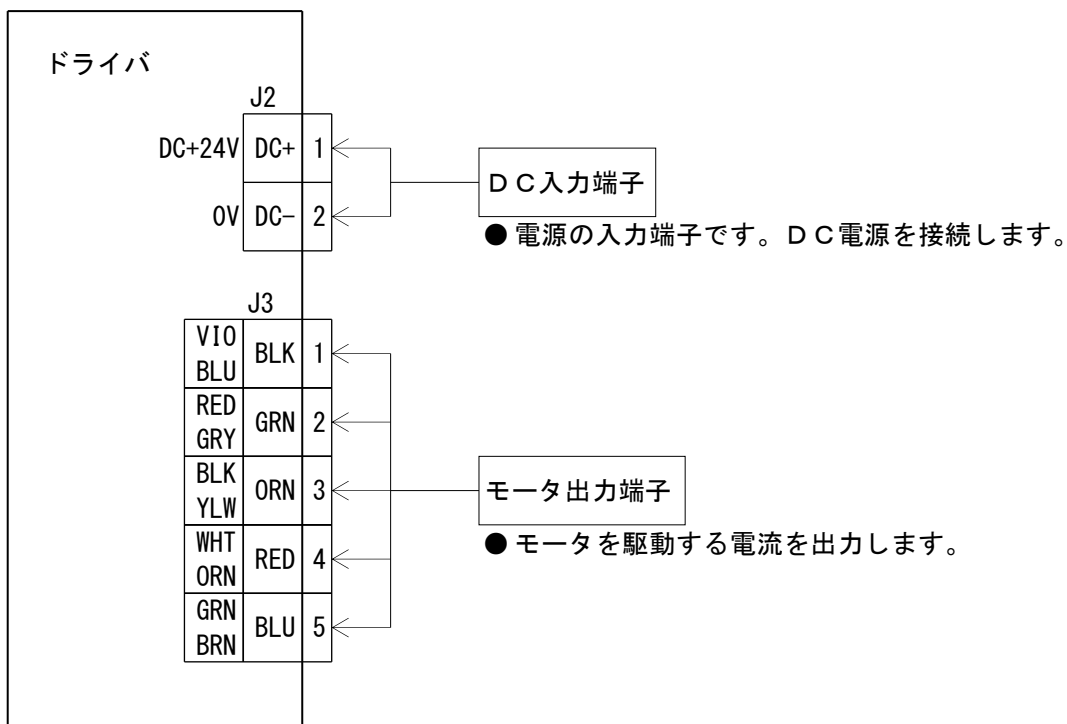 ドライバ
J2
DC+24V DC+ 1
DC入力端子
0V DC- 2
● 電源の入力端子です。DC電源を接続します。
J3
VIO
BLK 1
BLU
RED
GRN 2
GRY
BLK
ORN 3
YLW
モータ出力端子
WHT
RED 4
ORN
● モータを駆動する電流を出力します。
GRN
BLU 5
BRN